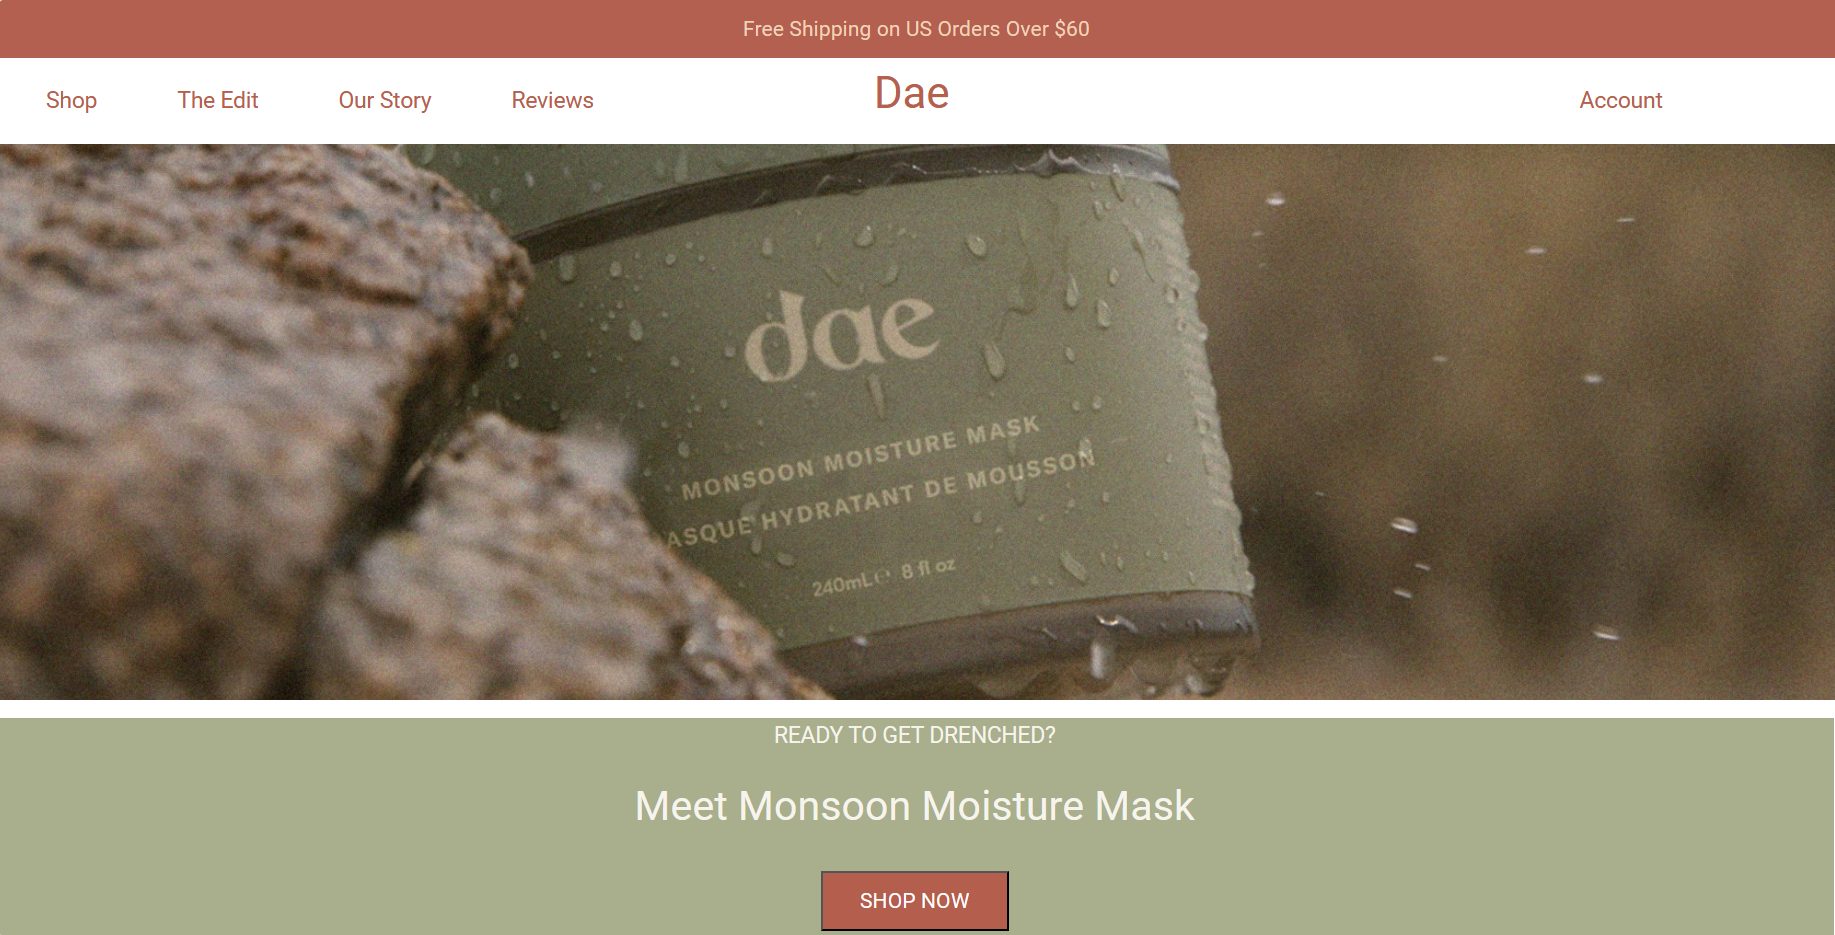 Free Shipping on US Orders Over $60
Shop The Edit Our Story Reviews Dae Account
dae
MONSOON MOISTURE MASK
ASQUE HYDRATANT DE MOUSSON
240mL℮ 8 fl oz
READY TO GET DRENCHED?
Meet Monsoon Moisture Mask
SHOP NOW